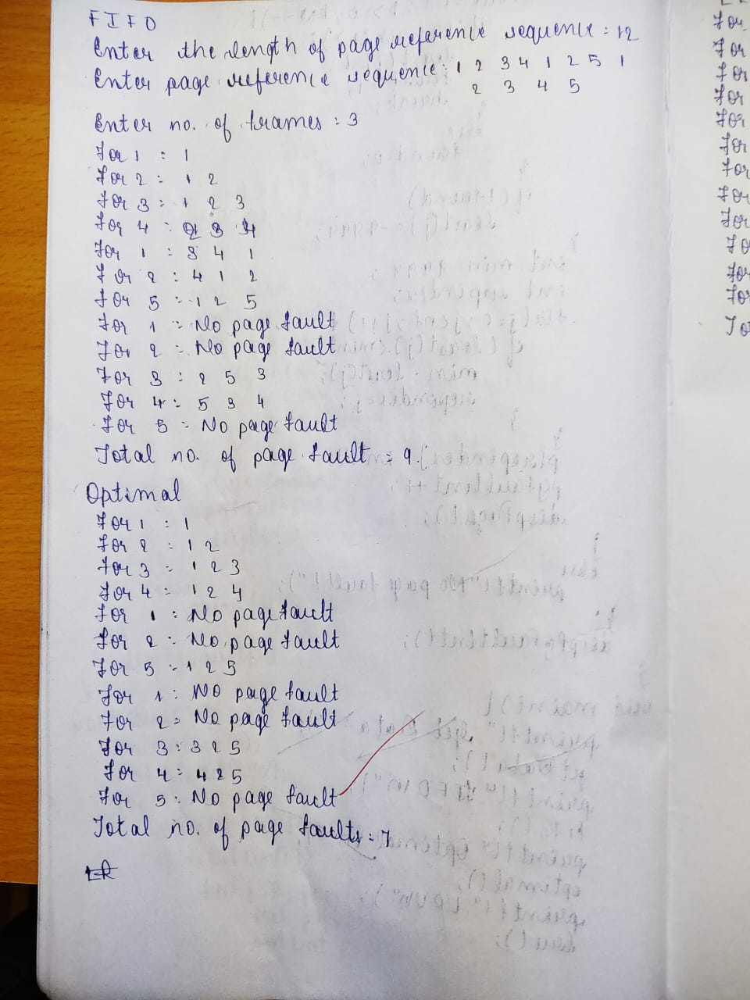 FIFO
Enter the length of page reference sequence : 12
Enter page reference sequence : 1 2 3 4 1 2 5 1
2 3 4 5
Enter no. of frames : 3
For 1 : 1
For 2 : 1 2
For 3 : 1 2 3
For 4 : 2 3 4
For 1 : 3 4 1
For 2 : 4 1 2
For 5 : 1 2 5
For 1 : No page fault
For 2 : No page fault
For 3 : 2 5 3
For 4 : 5 3 4
For 5 : No page fault
Total no. of page fault : 9.
Optimal
For 1 : 1
For 2 : 1 2
For 3 : 1 2 3
For 4 : 1 2 4
For 1 : No page fault
For 2 : No page fault
For 5 : 1 2 5
For 1 : No page fault
For 2 : No page fault
For 3 : 3 2 5
For 4 : 4 2 5
For 5 : No page fault
Total no. of page faults : 7
For
For
For
For
For
For
For
For
For
Fo
For
For
To